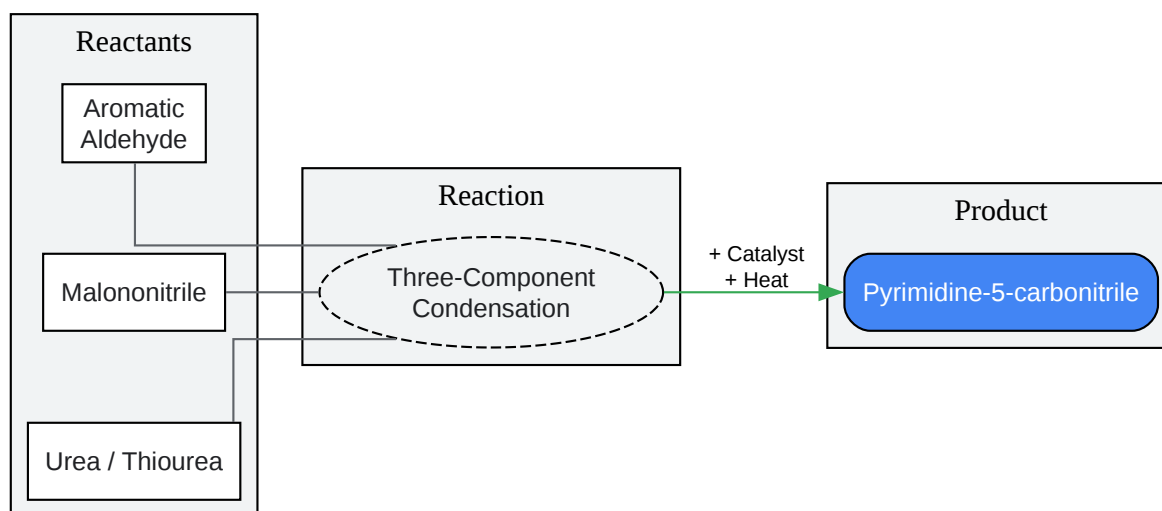 Reactants
Aromatic
Aldehyde
Malononitrile
Urea / Thiourea
Reaction
Three-Component
Condensation
+ Catalyst
+ Heat
Product
Pyrimidine-5-carbonitrile